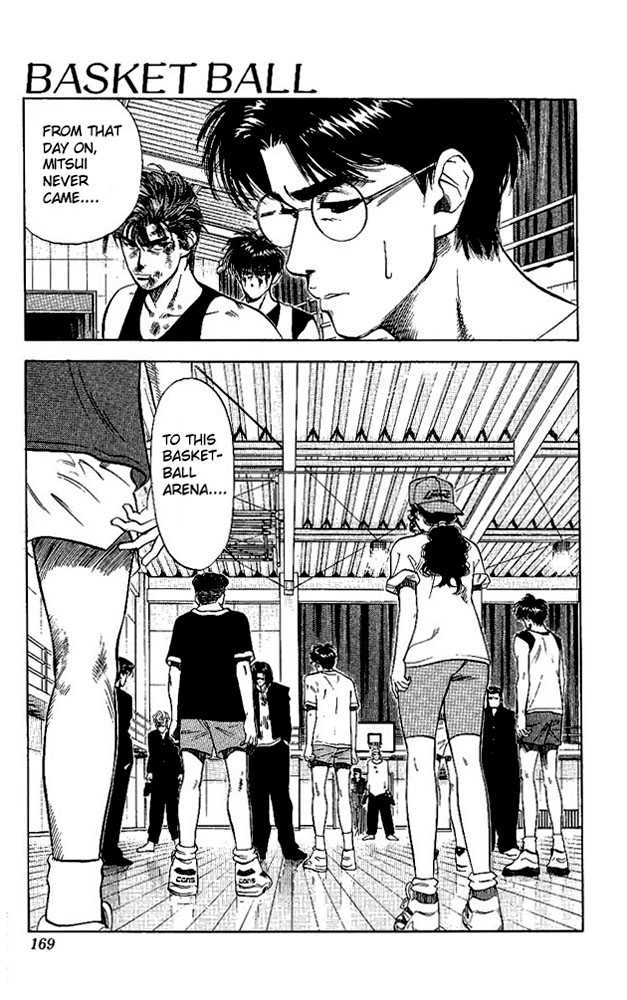 BASKET BALL
FROM THAT
DAY ON,
MITSUI
NEVER
CAME....
TO THIS
BASKET-
BALL
ARENA....
169